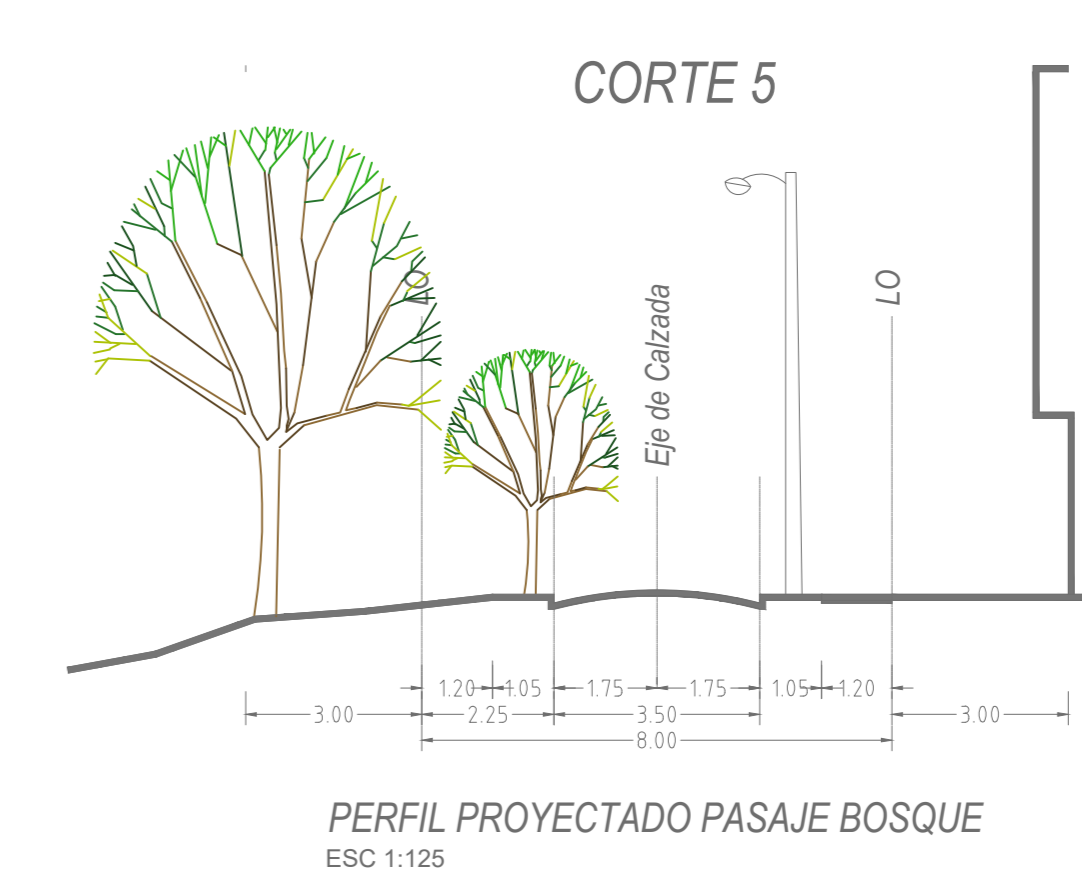 CORTE 5
LO
Eje de Calzada
LO
1.20 1.05 1.75 1.75 1.05 1.20
3.00 2.25 3.50 3.00
8.00
PERFIL PROYECTADO PASAJE BOSQUE
ESC 1:125